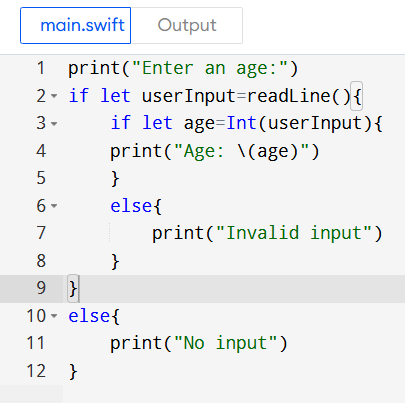 main.swift Output
1 print("Enter an age:")
2 if let userInput=readLine(){
3     if let age=Int(userInput){
4     print("Age: \(age)")
5     }
6     else{
7         print("Invalid input")
8     }
9 }
10 else{
11     print("No input")
12 }